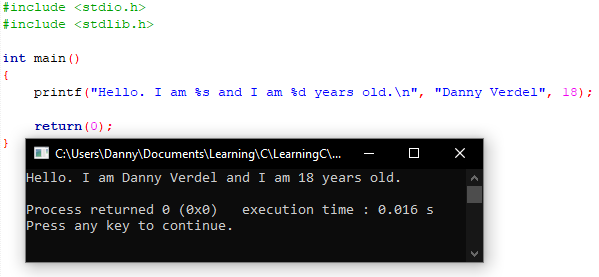 #include <stdio.h>
#include <stdlib.h>
int main()
{
printf("Hello. I am %s and I am %d years old.\n", "Danny Verdel", 18);
return(0);
}
C:\Users\Danny\Documents\Learning\C\LearningC\...
Hello. I am Danny Verdel and I am 18 years old.
Process returned 0 (0x0)   execution time : 0.016 s
Press any key to continue.